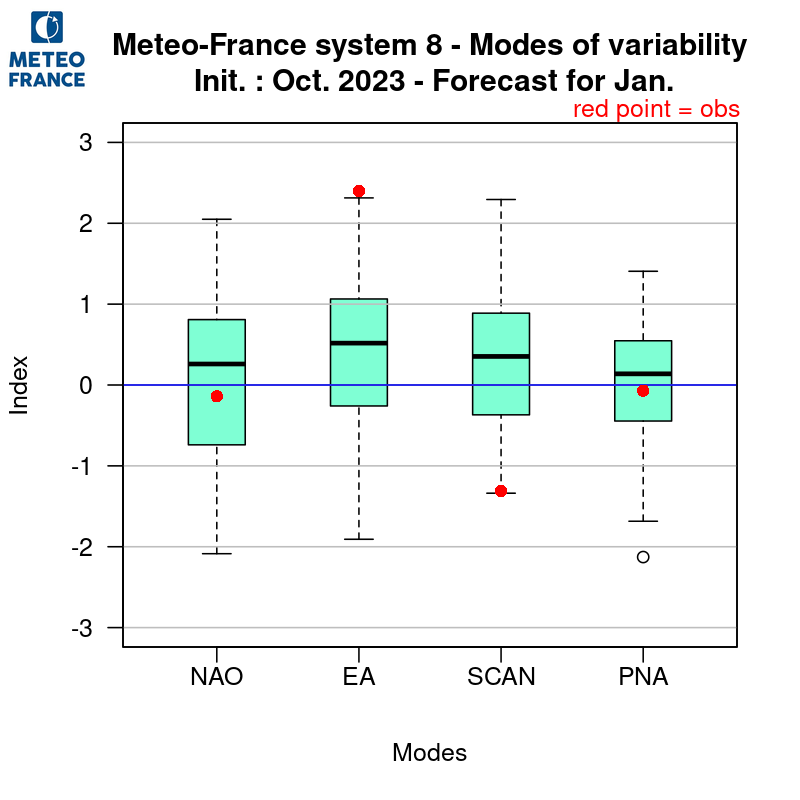 METEO
FRANCE
Meteo-France system 8 - Modes of variability
Init. : Oct. 2023 - Forecast for Jan.
red point = obs
3
2
1
0
-1
-2
-3
Index
NAO EA SCAN PNA
Modes